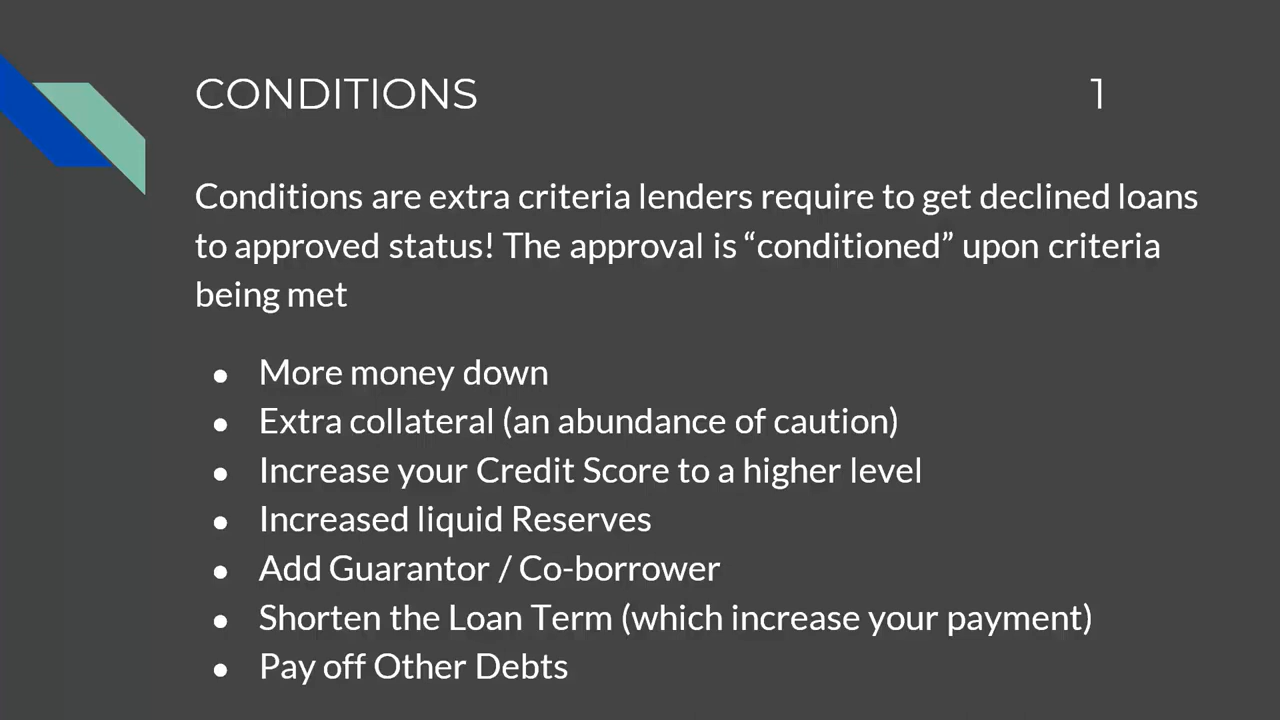 CONDITIONS 1
Conditions are extra criteria lenders require to get declined loans
to approved status! The approval is “conditioned” upon criteria
being met
● More money down
● Extra collateral (an abundance of caution)
● Increase your Credit Score to a higher level
● Increased liquid Reserves
● Add Guarantor / Co-borrower
● Shorten the Loan Term (which increase your payment)
● Pay off Other Debts